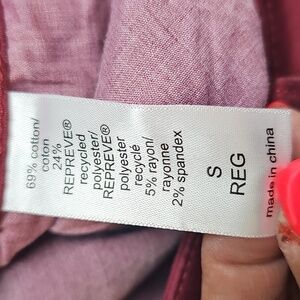 69% cotton/
coton
24%
REPREVE®
recycled
polyester/
REPREVE®
polyester
recyclé
5% rayon/
rayonne
2% spandex
S
REG
made in china